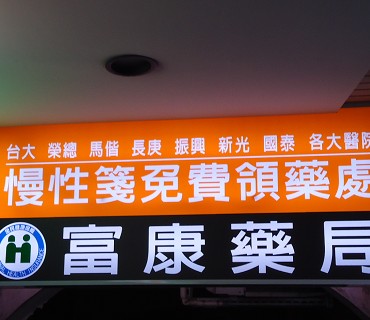 台大 榮總 馬偕 長庚 振興 新光 國泰 各大醫院
慢性箋免費領藥處
富康藥局